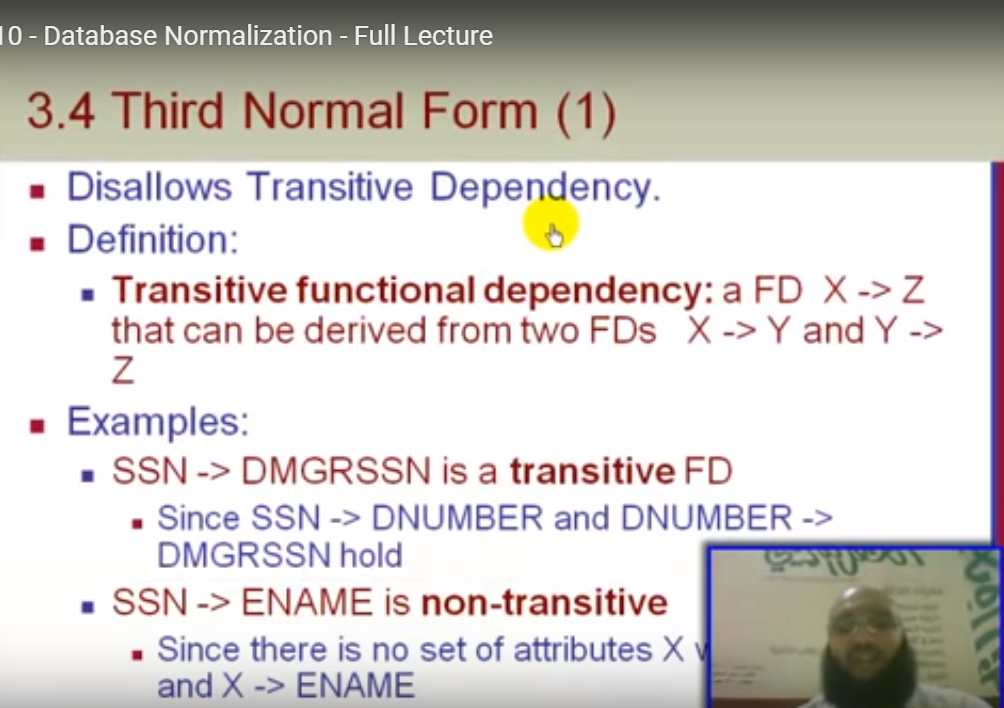 10 - Database Normalization - Full Lecture
3.4 Third Normal Form (1)
Disallows Transitive Dependency.
Definition:
Transitive functional dependency: a FD X -> Z
that can be derived from two FDs X -> Y and Y ->
Z
Examples:
SSN -> DMGRSSN is a transitive FD
Since SSN -> DNUMBER and DNUMBER ->
DMGRSSN hold
SSN -> ENAME is non-transitive
Since there is no set of attributes X
and X -> ENAME